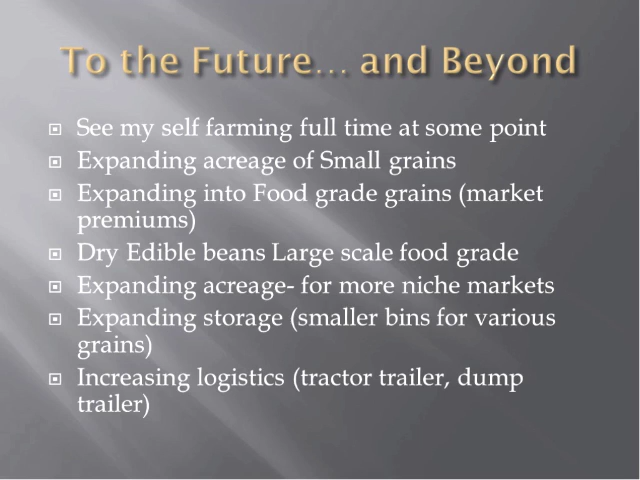 To the Future... and Beyond
See my self farming full time at some point
Expanding acreage of Small grains
Expanding into Food grade grains (market
premiums)
Dry Edible beans Large scale food grade
Expanding acreage- for more niche markets
Expanding storage (smaller bins for various
grains)
Increasing logistics (tractor trailer, dump
trailer)